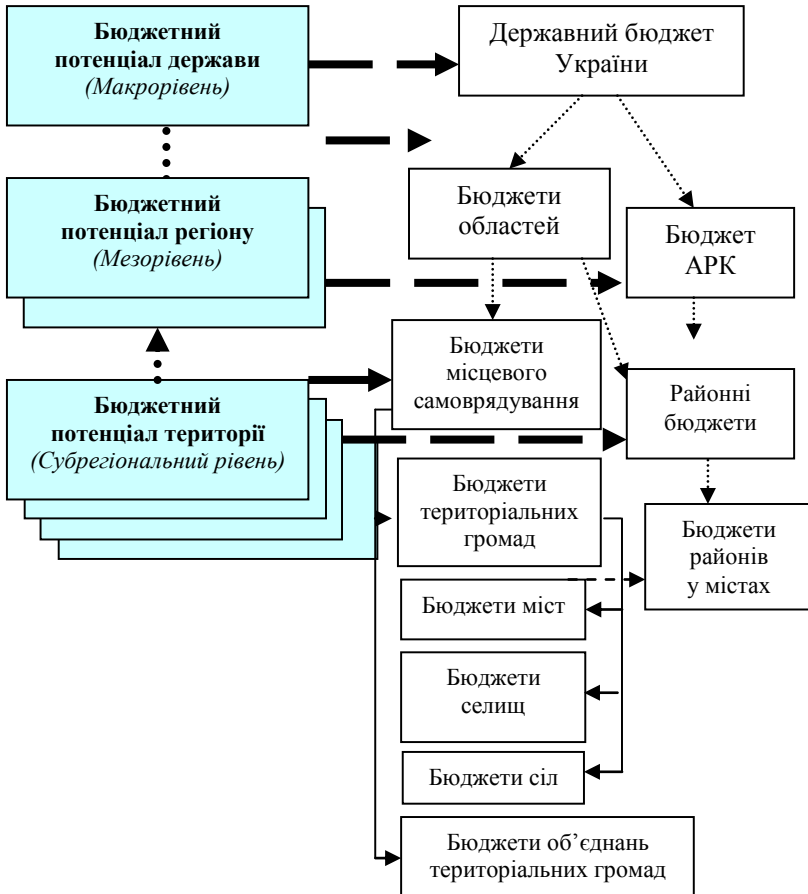 Бюджетний
потенціал держави
(Макрорівень)
Державний бюджет
України
Бюджетний
потенціал регіону
(Мезорівень)
Бюджети
областей
Бюджет
АРК
Бюджетний
потенціал території
(Субрегіональний рівень)
Бюджети
місцевого
самоврядування
Районні
бюджети
Бюджети
територіальних
громад
Бюджети
районів
у містах
Бюджети міст
Бюджети
селищ
Бюджети сіл
Бюджети об’єднань
територіальних громад